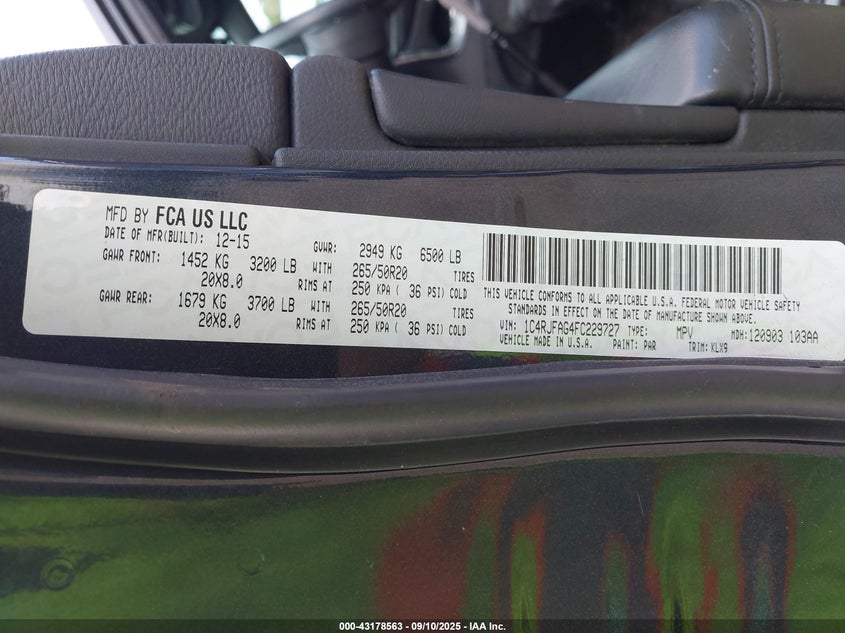 MFD BY FCA US LLC
DATE OF MFR(BUILT): 12-15 GVWR: 2949 KG 6500 LB
GAWR FRONT: 1452 KG 3200 LB WITH 265/50R20 TIRES
20X8.0 RIMS AT 250 KPA ( 36 PSI) COLD
GAWR REAR: 1679 KG 3700 LB WITH 265/50R20 TIRES
20X8.0 RIMS AT 250 KPA ( 36 PSI) COLD
THIS VEHICLE CONFORMS TO ALL APPLICABLE U.S.A. FEDERAL MOTOR VEHICLE SAFETY
STANDARDS IN EFFECT ON THE DATE OF MANUFACTURE SHOWN ABOVE.
VIN: 1C4RJFAG4FC229727 TYPE: MPV MDH:120903 103AA
VEHICLE MADE IN U.S.A. PAINT: PAR TRIM: KLX9
000-43178563 - 09/10/2025 - IAA Inc.